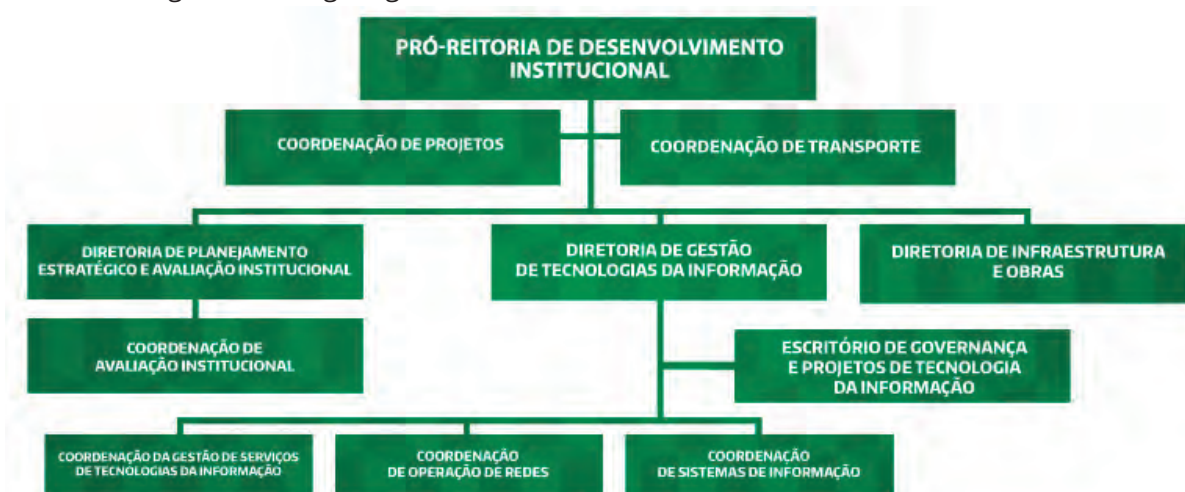 PRÓ-REITORIA DE DESENVOLVIMENTO
INSTITUCIONAL
COORDENAÇÃO DE PROJETOS
COORDENAÇÃO DE TRANSPORTE
DIRETORIA DE PLANEJAMENTO
ESTRATÉGICO E AVALIAÇÃO INSTITUCIONAL
DIRETORIA DE GESTÃO
DE TECNOLOGIAS DA INFORMAÇÃO
DIRETORIA DE INFRAESTRUTURA
E OBRAS
COORDENAÇÃO DE
AVALIAÇÃO INSTITUCIONAL
ESCRITÓRIO DE GOVERNANÇA
E PROJETOS DE TECNOLOGIA
DA INFORMAÇÃO
COORDENAÇÃO DA GESTÃO DE SERVIÇOS
DE TECNOLOGIAS DA INFORMAÇÃO
COORDENAÇÃO
DE OPERAÇÃO DE REDES
COORDENAÇÃO
DE SISTEMAS DE INFORMAÇÃO